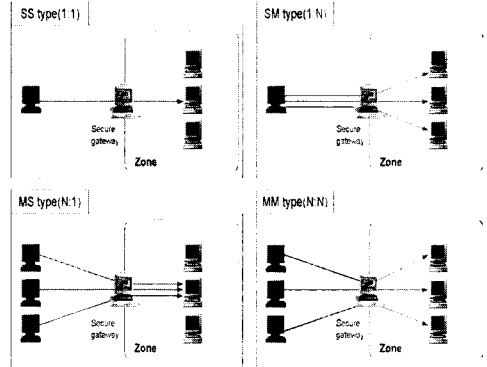 SS type(1:1)
Secure
gateway
Zone
SM type(1:N)
Secure
gateway
Zone
MS type(N:1)
Secure
gateway
Zone
MM type(N:N)
Secure
gateway
Zone